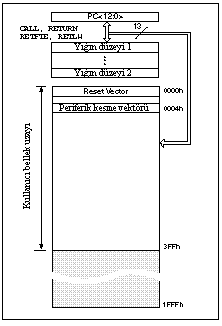 PC<12:0>
CALL, RETURN
RETFIE, RETLW
13
Yığın düzeyi 1
Yığın düzeyi 2
Reset Vector
0000h
Periferik kesme vektörü
0004h
Kullanıcı bellek uzayı
3FFh
1FFFh